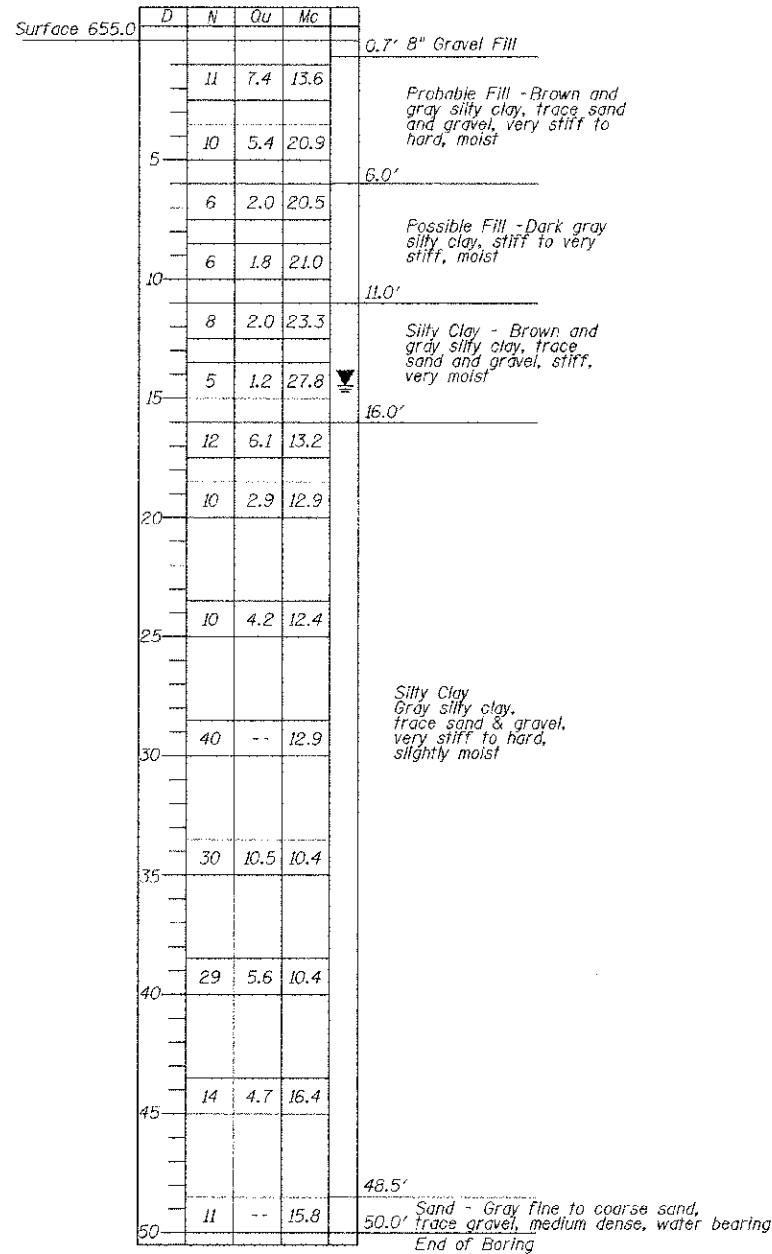 D N Qu Mc
Surface 655.0
0.7' 8" Gravel Fill
11 7.4 13.6
Probable Fill - Brown and
gray silty clay, trace sand
and gravel, very stiff to
hard, moist
10 5.4 20.9
5
6.0'
6 2.0 20.5
Possible Fill - Dark gray
silty clay, stiff to very
stiff, moist
6 1.8 21.0
10
11.0'
8 2.0 23.3
Silty Clay - Brown and
gray silty clay, trace
sand and gravel, stiff,
very moist
5 1.2 27.8
15
16.0'
12 6.1 13.2
10 2.9 12.9
20
10 4.2 12.4
25
Silty Clay
Gray silty clay,
trace sand & gravel,
very stiff to hard,
slightly moist
40 -- 12.9
30
30 10.5 10.4
35
29 5.6 10.4
40
14 4.7 16.4
45
48.5'
11 -- 15.8
Sand - Gray fine to coarse sand,
50 50.0' trace gravel, medium dense, water bearing
End of Boring